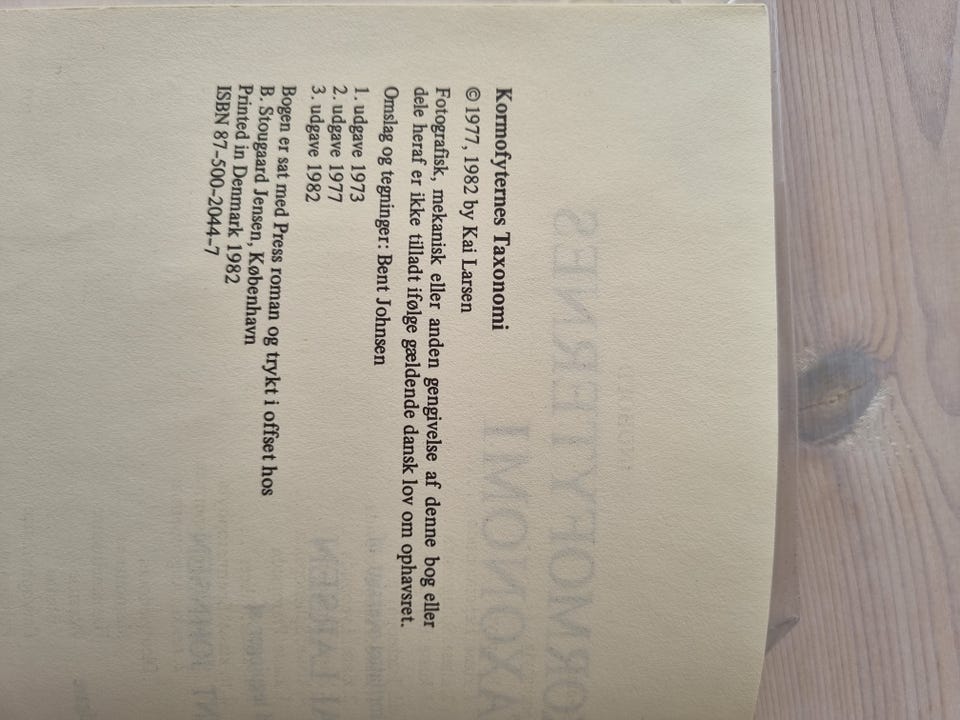 Kormofyternes Taxonomi
© 1977, 1982 by Kai Larsen
Fotografisk, mekanisk eller anden gengivelse af denne bog eller
dele heraf er ikke tilladt ifølge gældende dansk lov om ophavsret.
Omslag og tegninger: Bent Johnsen
1. udgave 1973
2. udgave 1977
3. udgave 1982
Bogen er sat med Press roman og trykt i offset hos
B. Stougaard Jensen, København
Printed in Denmark 1982
ISBN 87-500-2044-7